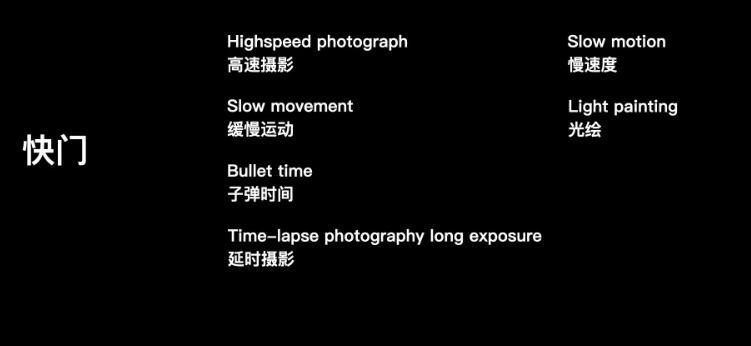 快门
Highspeed photograph
高速摄影
Slow movement
缓慢运动
Bullet time
子弹时间
Time-lapse photography long exposure
延时摄影
Slow motion
慢速度
Light painting
光绘